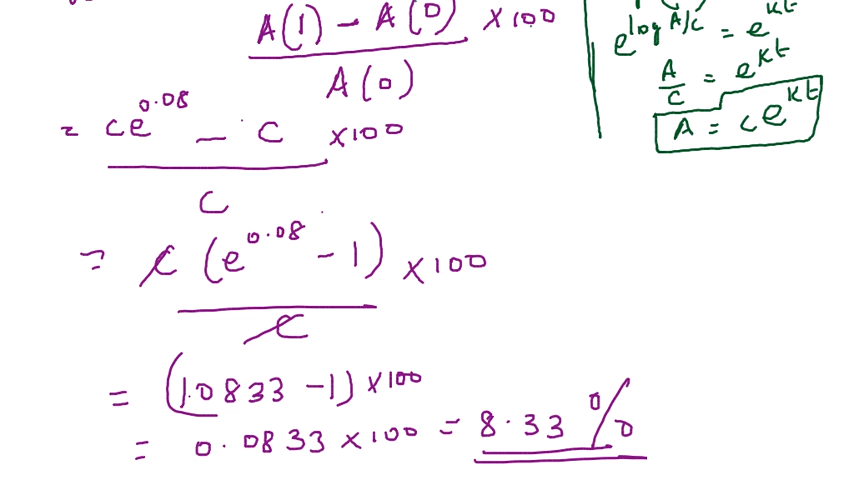 A(1) - A(0) × 100
A(0)
= ce^0.08 - c × 100
c
= c (e^0.08 - 1) × 100
c
= (1.0833 - 1) × 100
= 0.0833 × 100 = 8.33 %
e^log A/c = e^kt
A/c = e^kt
A = ce^kt